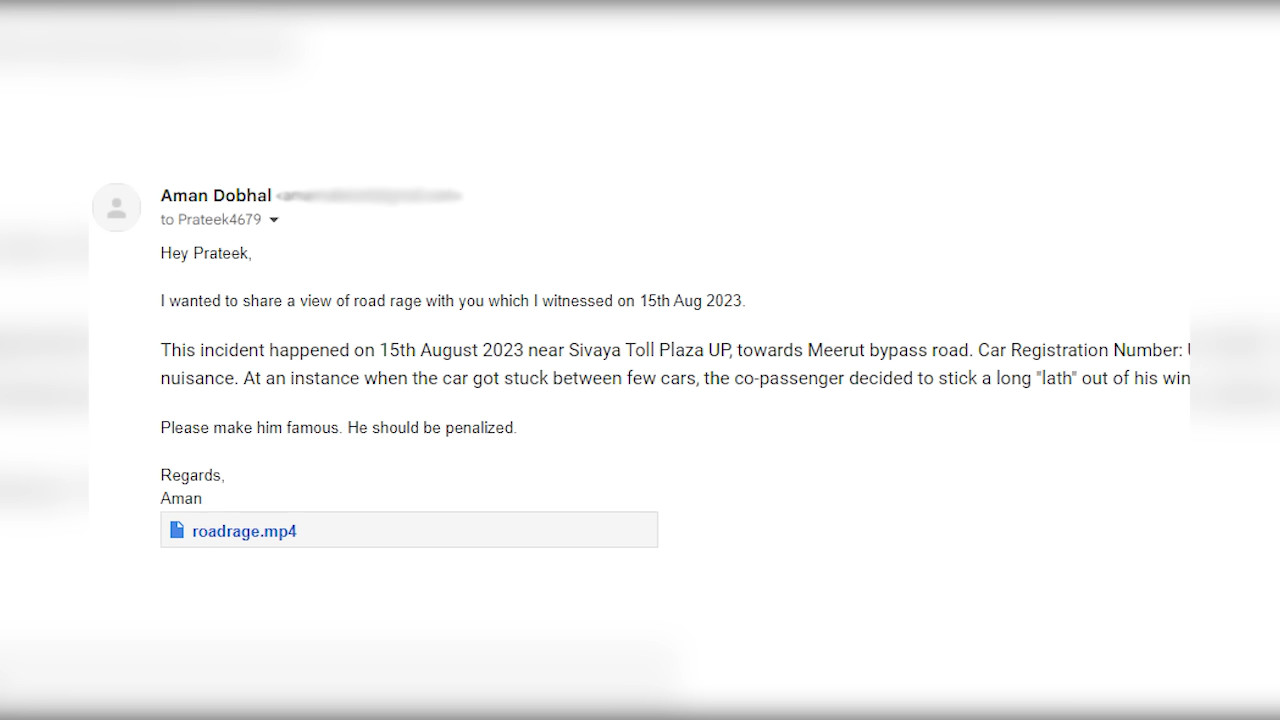 Aman Dobhal
to Prateek4679
Hey Prateek,
I wanted to share a view of road rage with you which I witnessed on 15th Aug 2023.
This incident happened on 15th August 2023 near Sivaya Toll Plaza UP, towards Meerut bypass road. Car Registration Number:
nuisance. At an instance when the car got stuck between few cars, the co-passenger decided to stick a long "lath" out of his win
Please make him famous. He should be penalized.
Regards,
Aman
roadrage.mp4